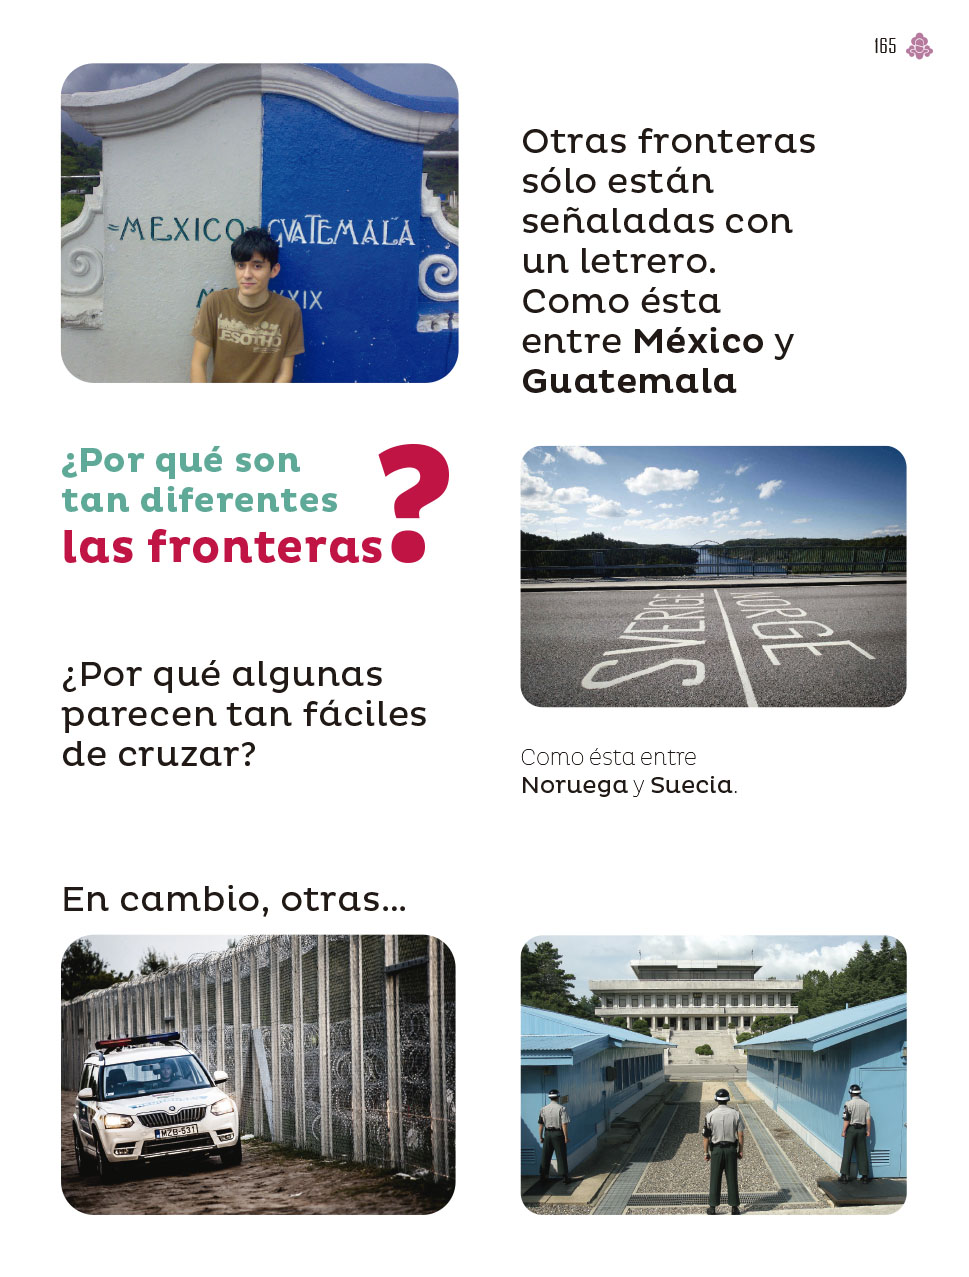 165
=MEXICO=GVATEMALA
XXIX
LESOTHO
Otras fronteras
sólo están
señaladas con
un letrero.
Como ésta
entre México y
Guatemala
¿Por qué son
tan diferentes
las fronteras?
SVERIGE NORGE
¿Por qué algunas
parecen tan fáciles
de cruzar?
Como ésta entre
Noruega y Suecia.
En cambio, otras...
MZB-531